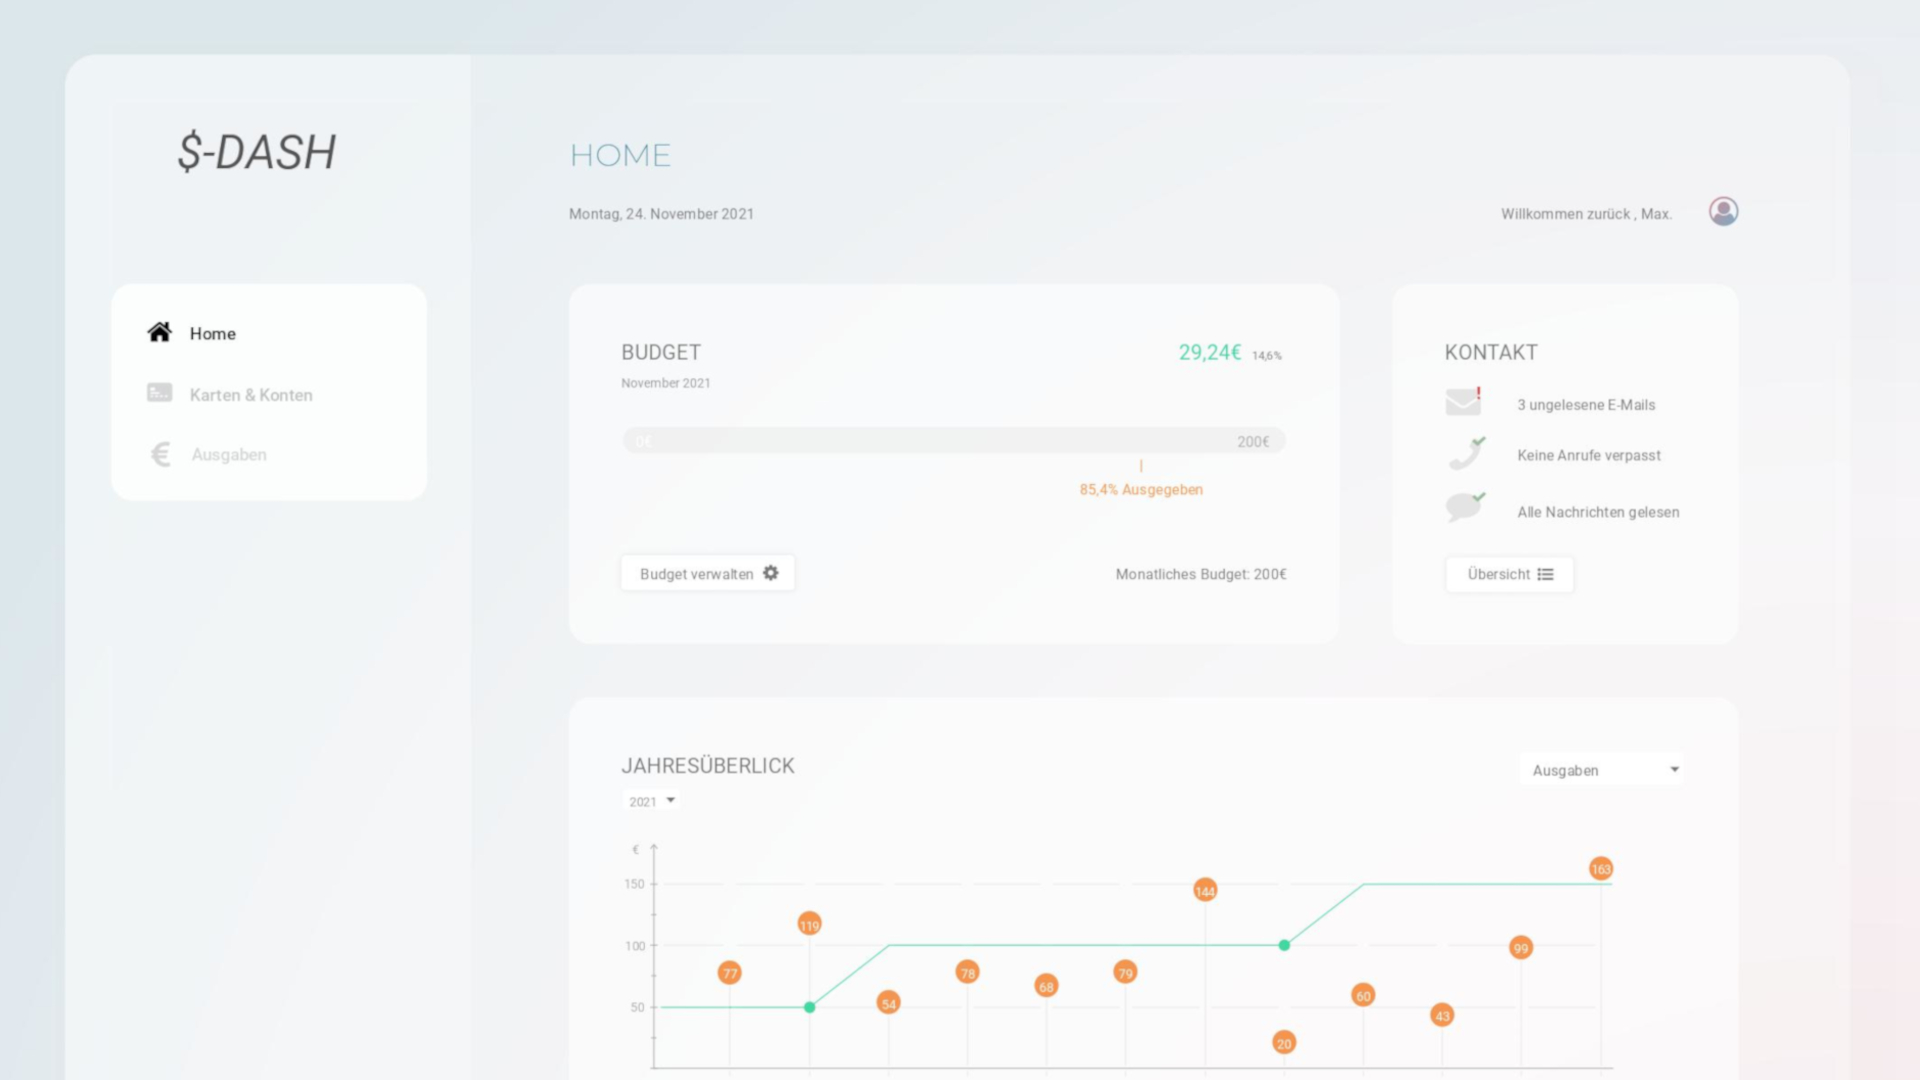 $-DASH
HOME
Montag, 24. November 2021
Willkommen zurück , Max.
Home
Karten & Konten
Ausgaben
BUDGET
29,24€ 14,6%
November 2021
0€
200€
85,4% Ausgegeben
Budget verwalten
Monatliches Budget: 200€
KONTAKT
3 ungelesene E-Mails
Keine Anrufe verpasst
Alle Nachrichten gelesen
Übersicht
JAHRESÜBERLICK
2021
Ausgaben
€
150
100
50
77
119
54
78
68
79
144
20
60
43
99
163